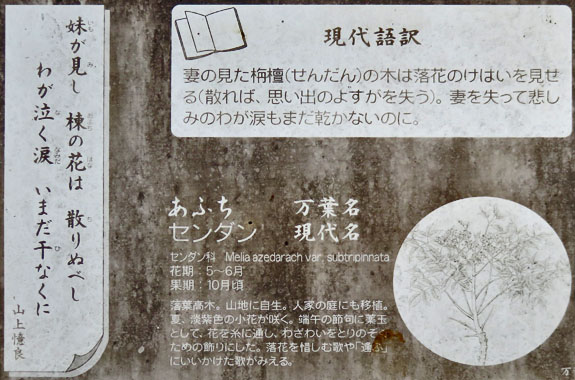 妹が見し 楝の花は 散りぬべし
わが泣く涙 いまだ干なくに
山上憶良
現代語訳
妻の見た栴檀(せんだん)の木は落花のけはいを見せ
る(散れば、思い出のよすがを失う)。妻を失って悲し
みのわが涙もまだ乾かないのに。
あふち 万葉名
センダン 現代名
センダン科 Melia azedarach var. subtripinnata
花期：5～6月
果期：10月頃
落葉高木。山地に自生。人家の庭にも移植。
夏、淡紫色の小花が咲く。端午の節句に薬玉
として、花を糸に通し、わざわいをとりのぞ
ための飾りにした。落花を惜しむ歌や「逢ふ」
にいいかけた歌がみえる。
万